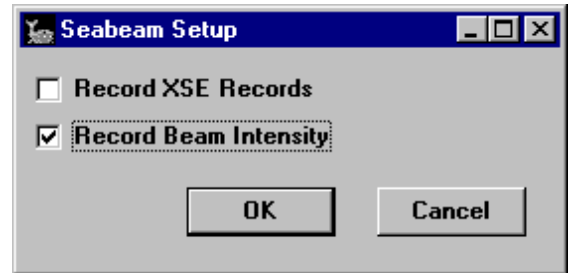 Seabeam Setup
Record XSE Records
Record Beam Intensity
OK Cancel